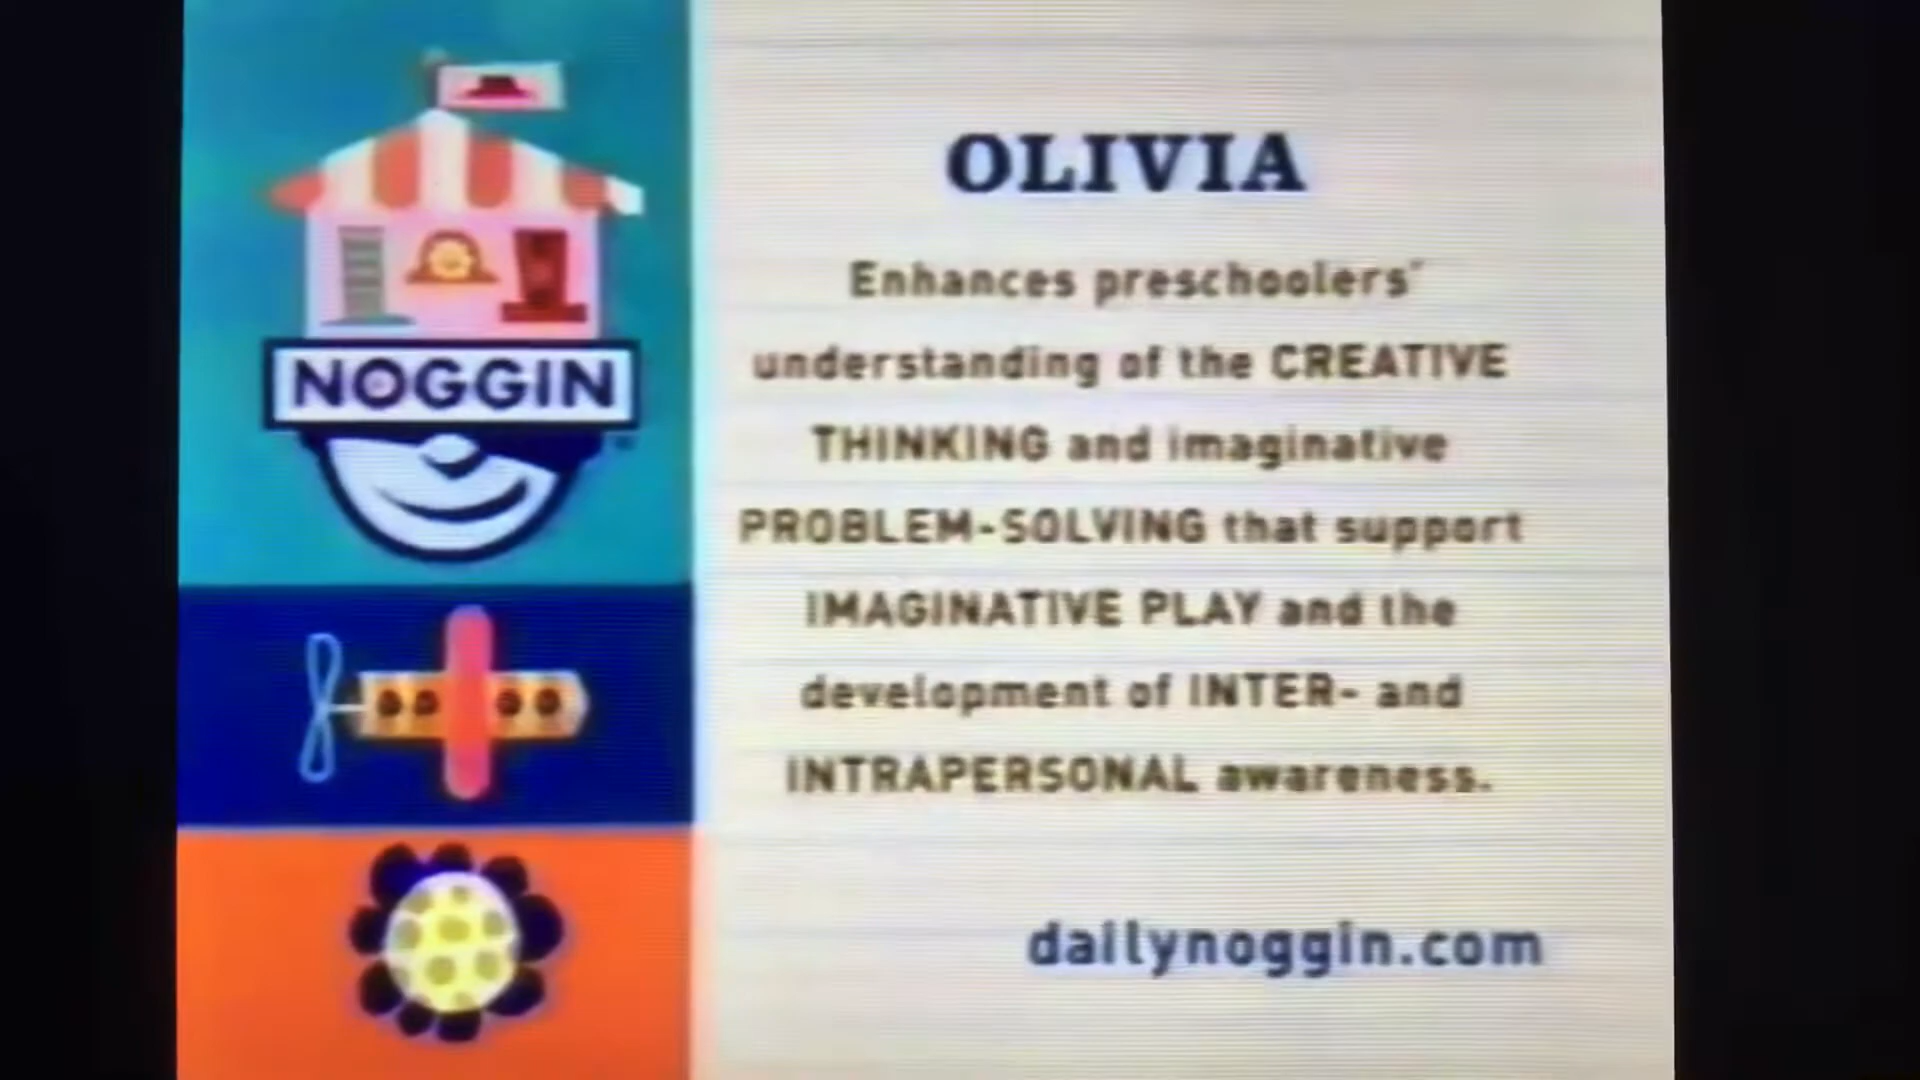 NOGGIN
OLIVIA
Enhances preschoolers'
understanding of the CREATIVE
THINKING and imaginative
PROBLEM-SOLVING that support
IMAGINATIVE PLAY and the
development of INTER- and
INTRAPERSONAL awareness.
dailynoggin.com